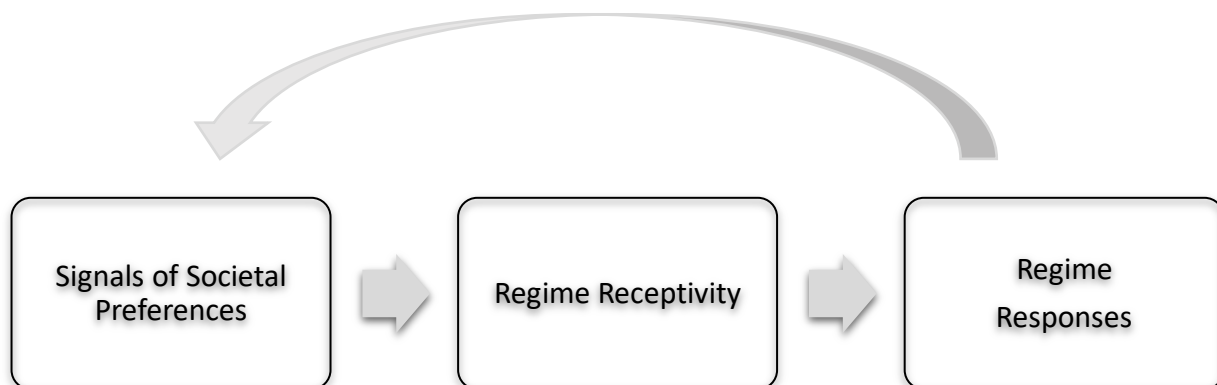 Signals of Societal
Preferences
Regime Receptivity
Regime
Responses